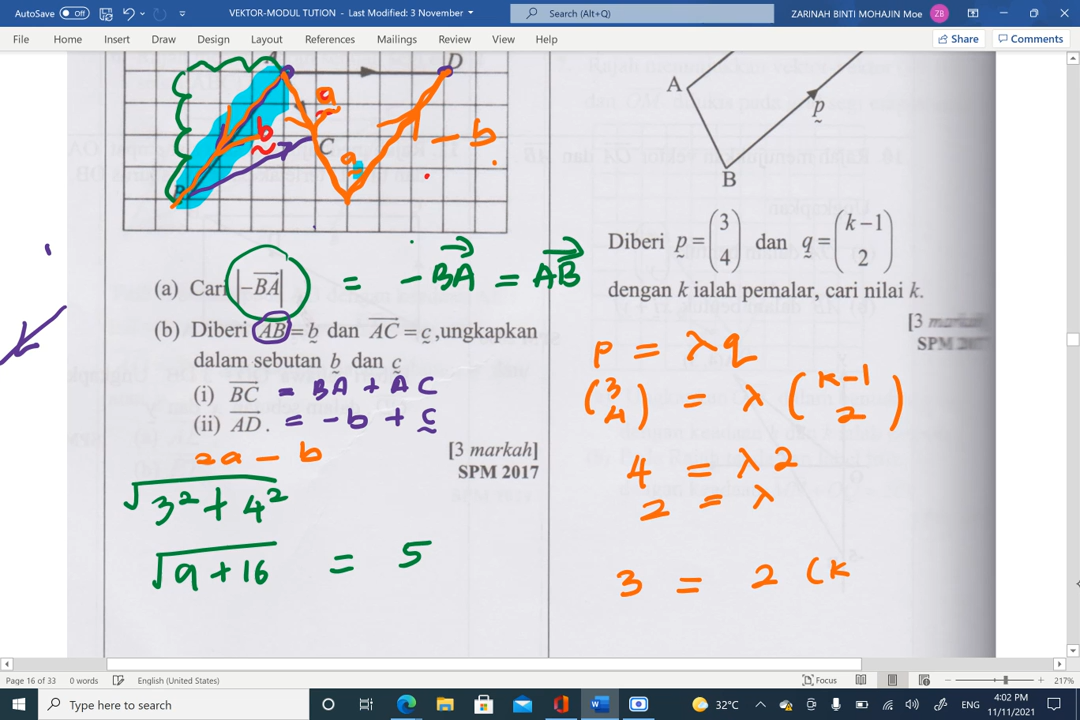 AutoSave Off VEKTOR-MODUL TUTION - Last Modified: 3 November Search (Alt+Q) ZARINAH BINTI MOHAJIN Moe ZB
File Home Insert Draw Design Layout References Mailings Review View Help Share Comments
D
a
b
C
a
- b
(a) Cari |-BA| = -BA = AB
(b) Diberi AB = b dan AC = c, ungkapkan
dalam sebutan b dan c
(i) BC = BA + AC
(ii) AD. = -b + c
2a - b
[3 markah]
SPM 2017
√3² + 4²
√9 + 16 = 5
A
p
B
Diberi p = (3 4) dan q = (k-1 2)
dengan k ialah pemalar, cari nilai k.
[3 markah]
SPM 2017
p = λq
(3 4) = λ (k-1 2)
4 = λ2
2 = λ
3 = 2 (k
Page 16 of 33 0 words English (United States) Focus 217%
Type here to search 32°C ENG 4:02 PM
11/11/2021